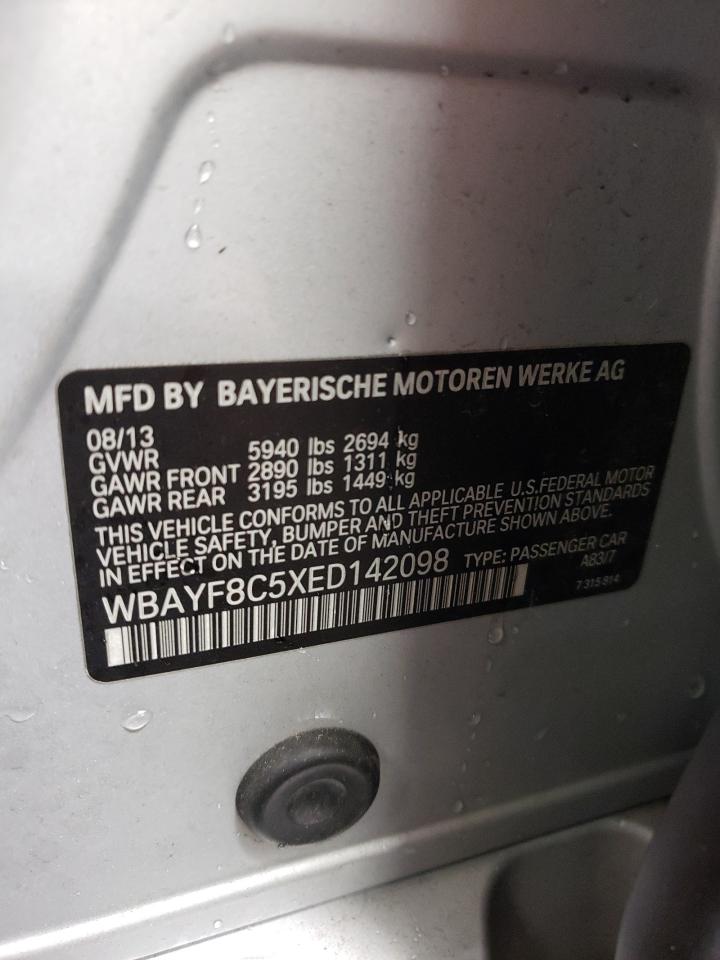 MFD BY BAYERISCHE MOTOREN WERKE AG
08/13
GVWR 5940 lbs 2694 kg
GAWR FRONT 2890 lbs 1311 kg
GAWR REAR 3195 lbs 1449 kg
THIS VEHICLE CONFORMS TO ALL APPLICABLE U.S.FEDERAL MOTOR
VEHICLE SAFETY, BUMPER AND THEFT PREVENTION STANDARDS
IN EFFECT ON THE DATE OF MANUFACTURE SHOWN ABOVE.
WBAYF8C5XED142098 TYPE: PASSENGER CAR
A83/7
7 315 814